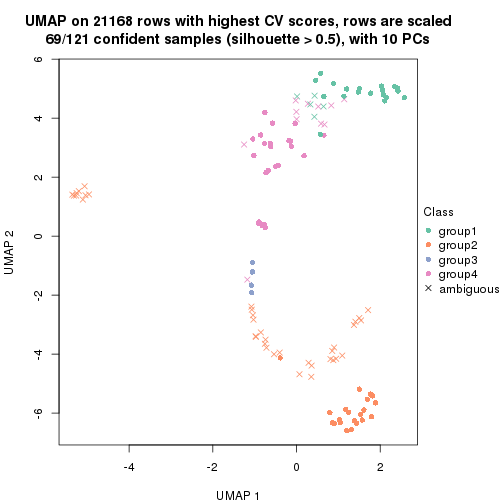 UMAP on 21168 rows with highest CV scores, rows are scaled
69/121 confident samples (silhouette > 0.5), with 10 PCs
6
4
2
0
-2
-4
-6
UMAP 2
-4
-2
0
2
UMAP 1
Class
group1
group2
group3
group4
ambiguous